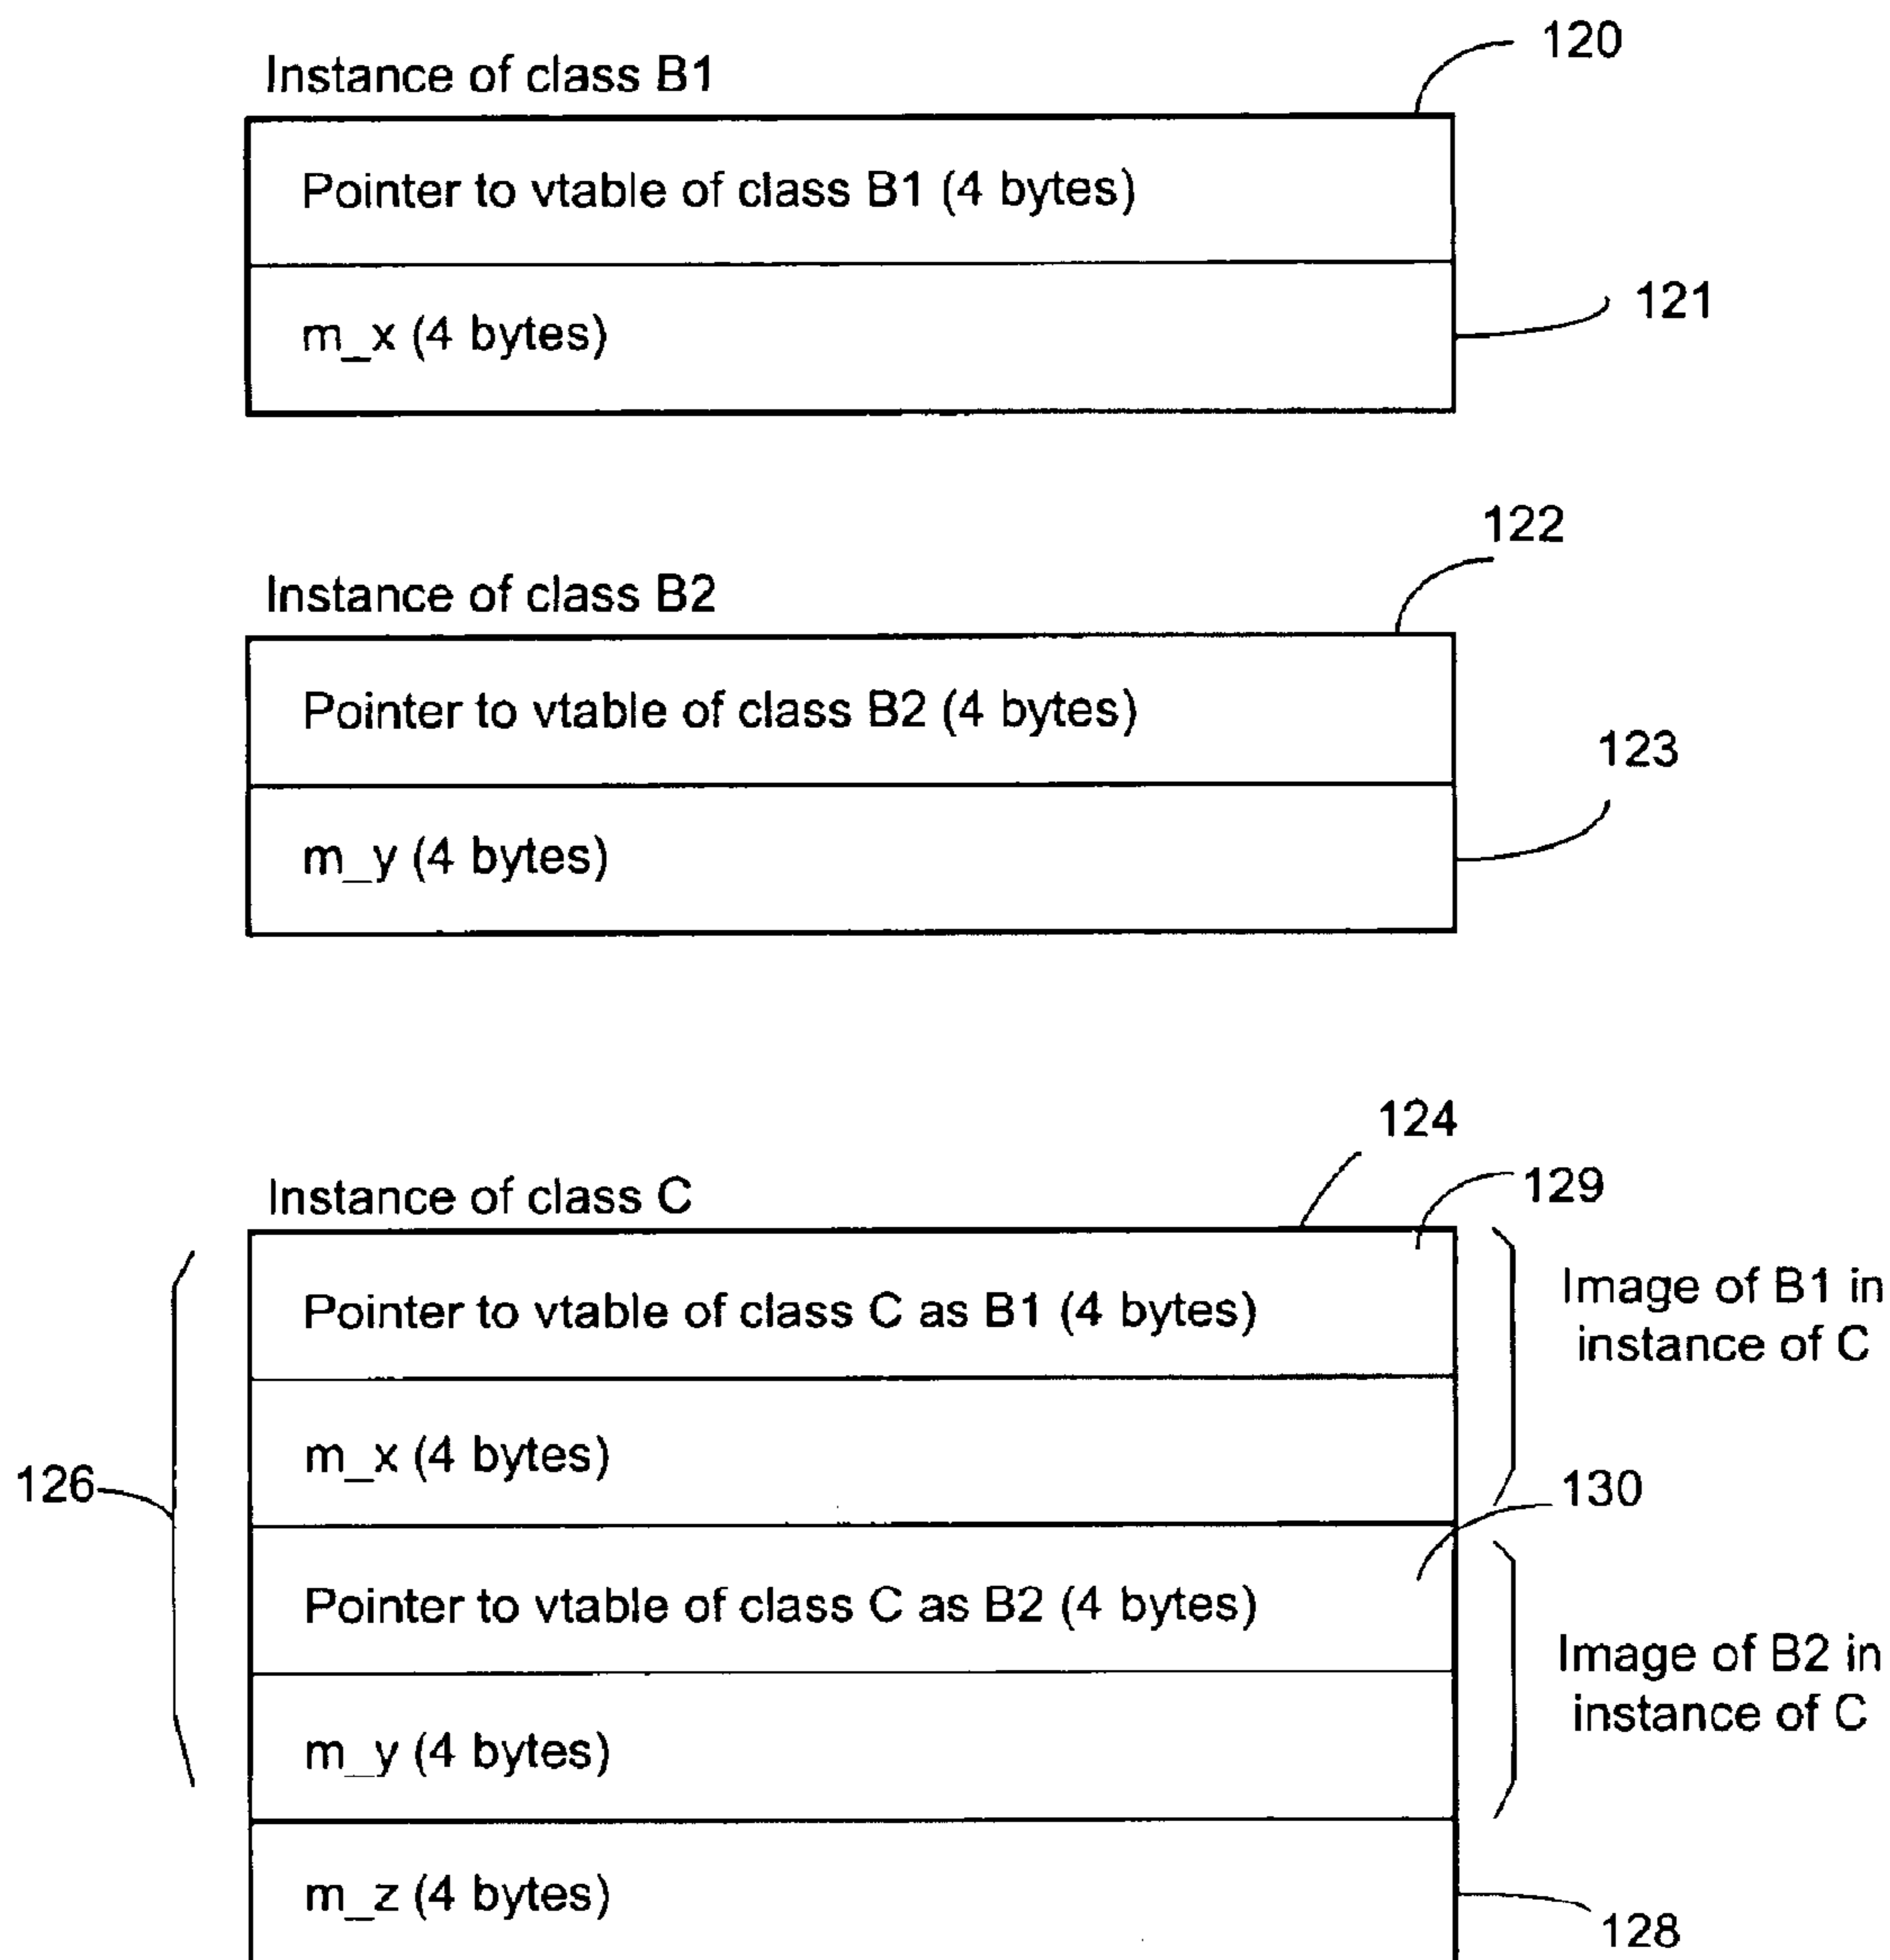 120
Instance of class B1
Pointer to vtable of class B1 (4 bytes)
m_x (4 bytes)
121
122
Instance of class B2
Pointer to vtable of class B2 (4 bytes)
123
m_y (4 bytes)
124
Instance of class C
129
Pointer to vtable of class C as B1 (4 bytes)
Image of B1 in
instance of C
m_x (4 bytes)
126
130
Pointer to vtable of class C as B2 (4 bytes)
Image of B2 in
instance of C
m_y (4 bytes)
m_z (4 bytes)
128